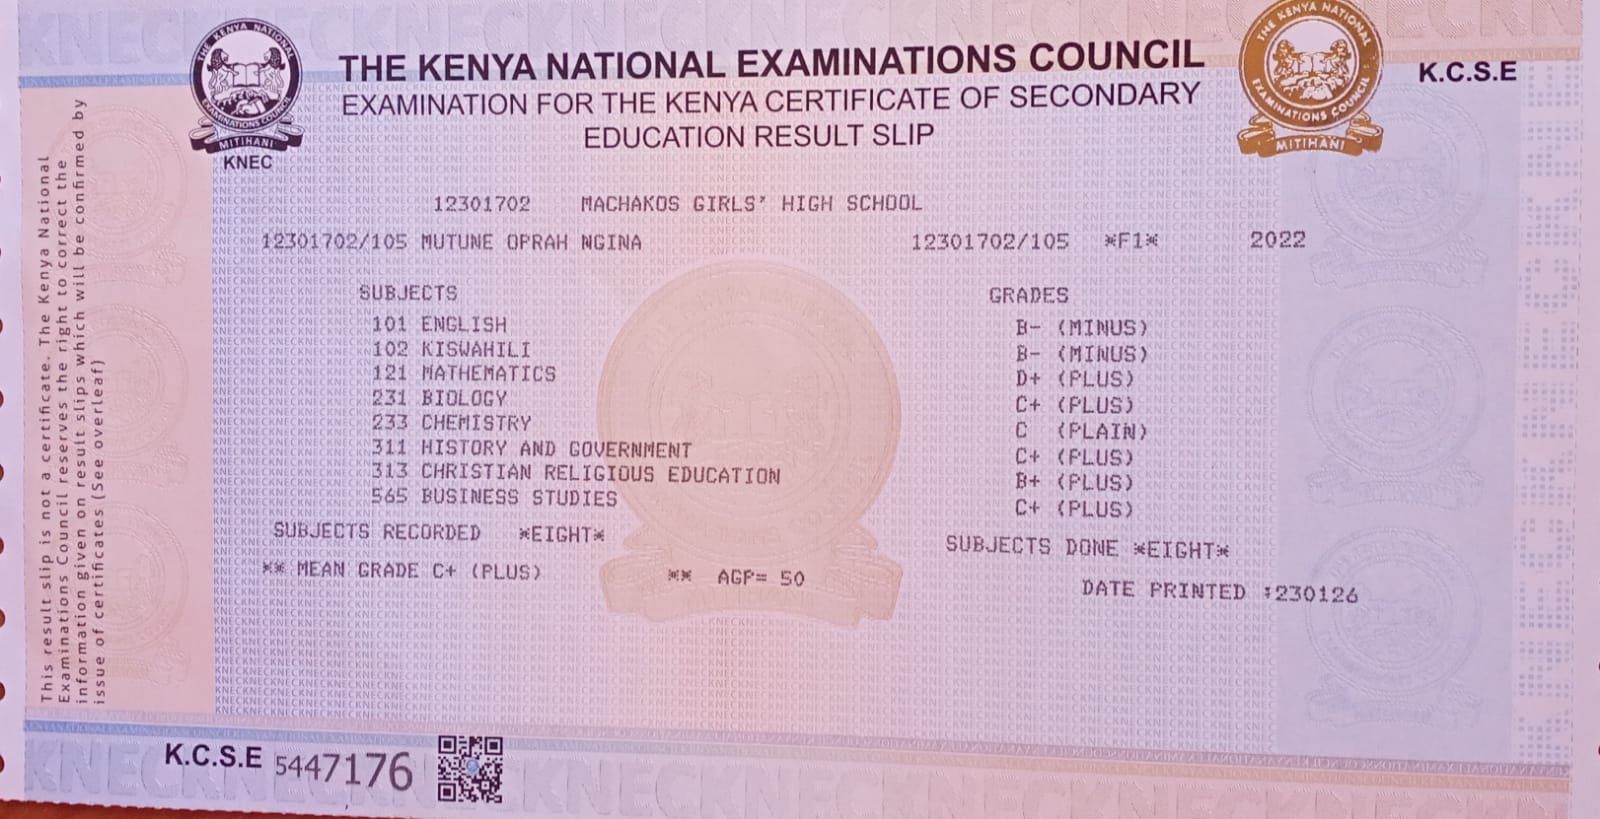 THE KENYA NATIONAL EXAMINATIONS COUNCIL
MITIHANI
KNEC
THE KENYA NATIONAL EXAMINATIONS COUNCIL
EXAMINATION FOR THE KENYA CERTIFICATE OF SECONDARY
EDUCATION RESULT SLIP
THE KENYA NATIONAL EXAMINATIONS COUNCIL
MITIHANI
K.C.S.E
This result slip is not a certificate. The Kenya National
Examinations Council reserves the right to correct the
information given on result slips which will be confirmed by
issue of certificates (See overleaf)
12301702 MACHAKOS GIRLS' HIGH SCHOOL
12301702/105 MUTUNE OPRAH NGINA 12301702/105 *F1* 2022
SUBJECTS GRADES
101 ENGLISH B- (MINUS)
102 KISWAHILI B- (MINUS)
121 MATHEMATICS D+ (PLUS)
231 BIOLOGY C+ (PLUS)
233 CHEMISTRY C (PLAIN)
311 HISTORY AND GOVERNMENT C+ (PLUS)
313 CHRISTIAN RELIGIOUS EDUCATION B+ (PLUS)
565 BUSINESS STUDIES C+ (PLUS)
SUBJECTS RECORDED *EIGHT* SUBJECTS DONE *EIGHT*
** MEAN GRADE C+ (PLUS) ** AGP= 50
DATE PRINTED :230126
K.C.S.E 5447176